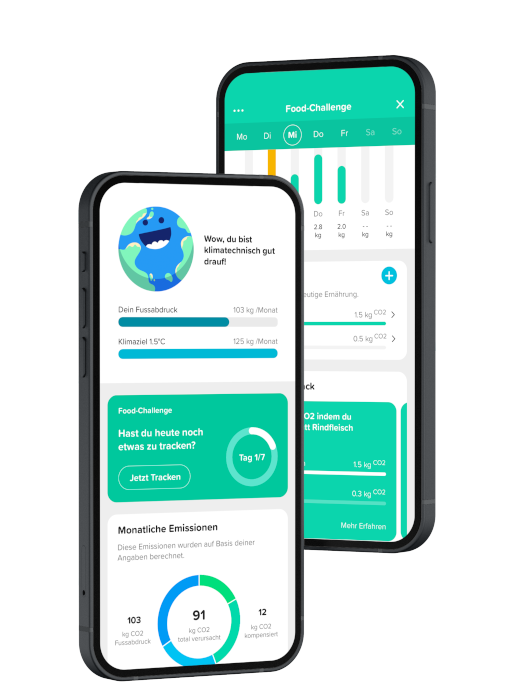 Food-Challenge
Mo Di Mi Do Fr Sa So
Do Fr Sa So
2.8 2.0 -- --
kg kg kg kg
eutige Ernährung.
1.5 kg CO2
0.5 kg CO2
ck
O2 indem du
tt Rindfleisch
1.5 kg CO2
0.3 kg CO2
Mehr Erfahren
Wow, du bist
klimatechnisch gut
drauf!
Dein Fussabdruck 103 kg /Monat
Klimaziel 1.5°C 125 kg /Monat
Food-Challenge
Hast du heute noch
etwas zu tracken?
Tag 1/7
Jetzt Tracken
Monatliche Emissionen
Diese Emissionen wurden auf Basis deiner
Angaben berechnet.
103
kg CO2
Fussabdruck
91
kg CO2
total verursacht
12
kg CO2
kompensiert